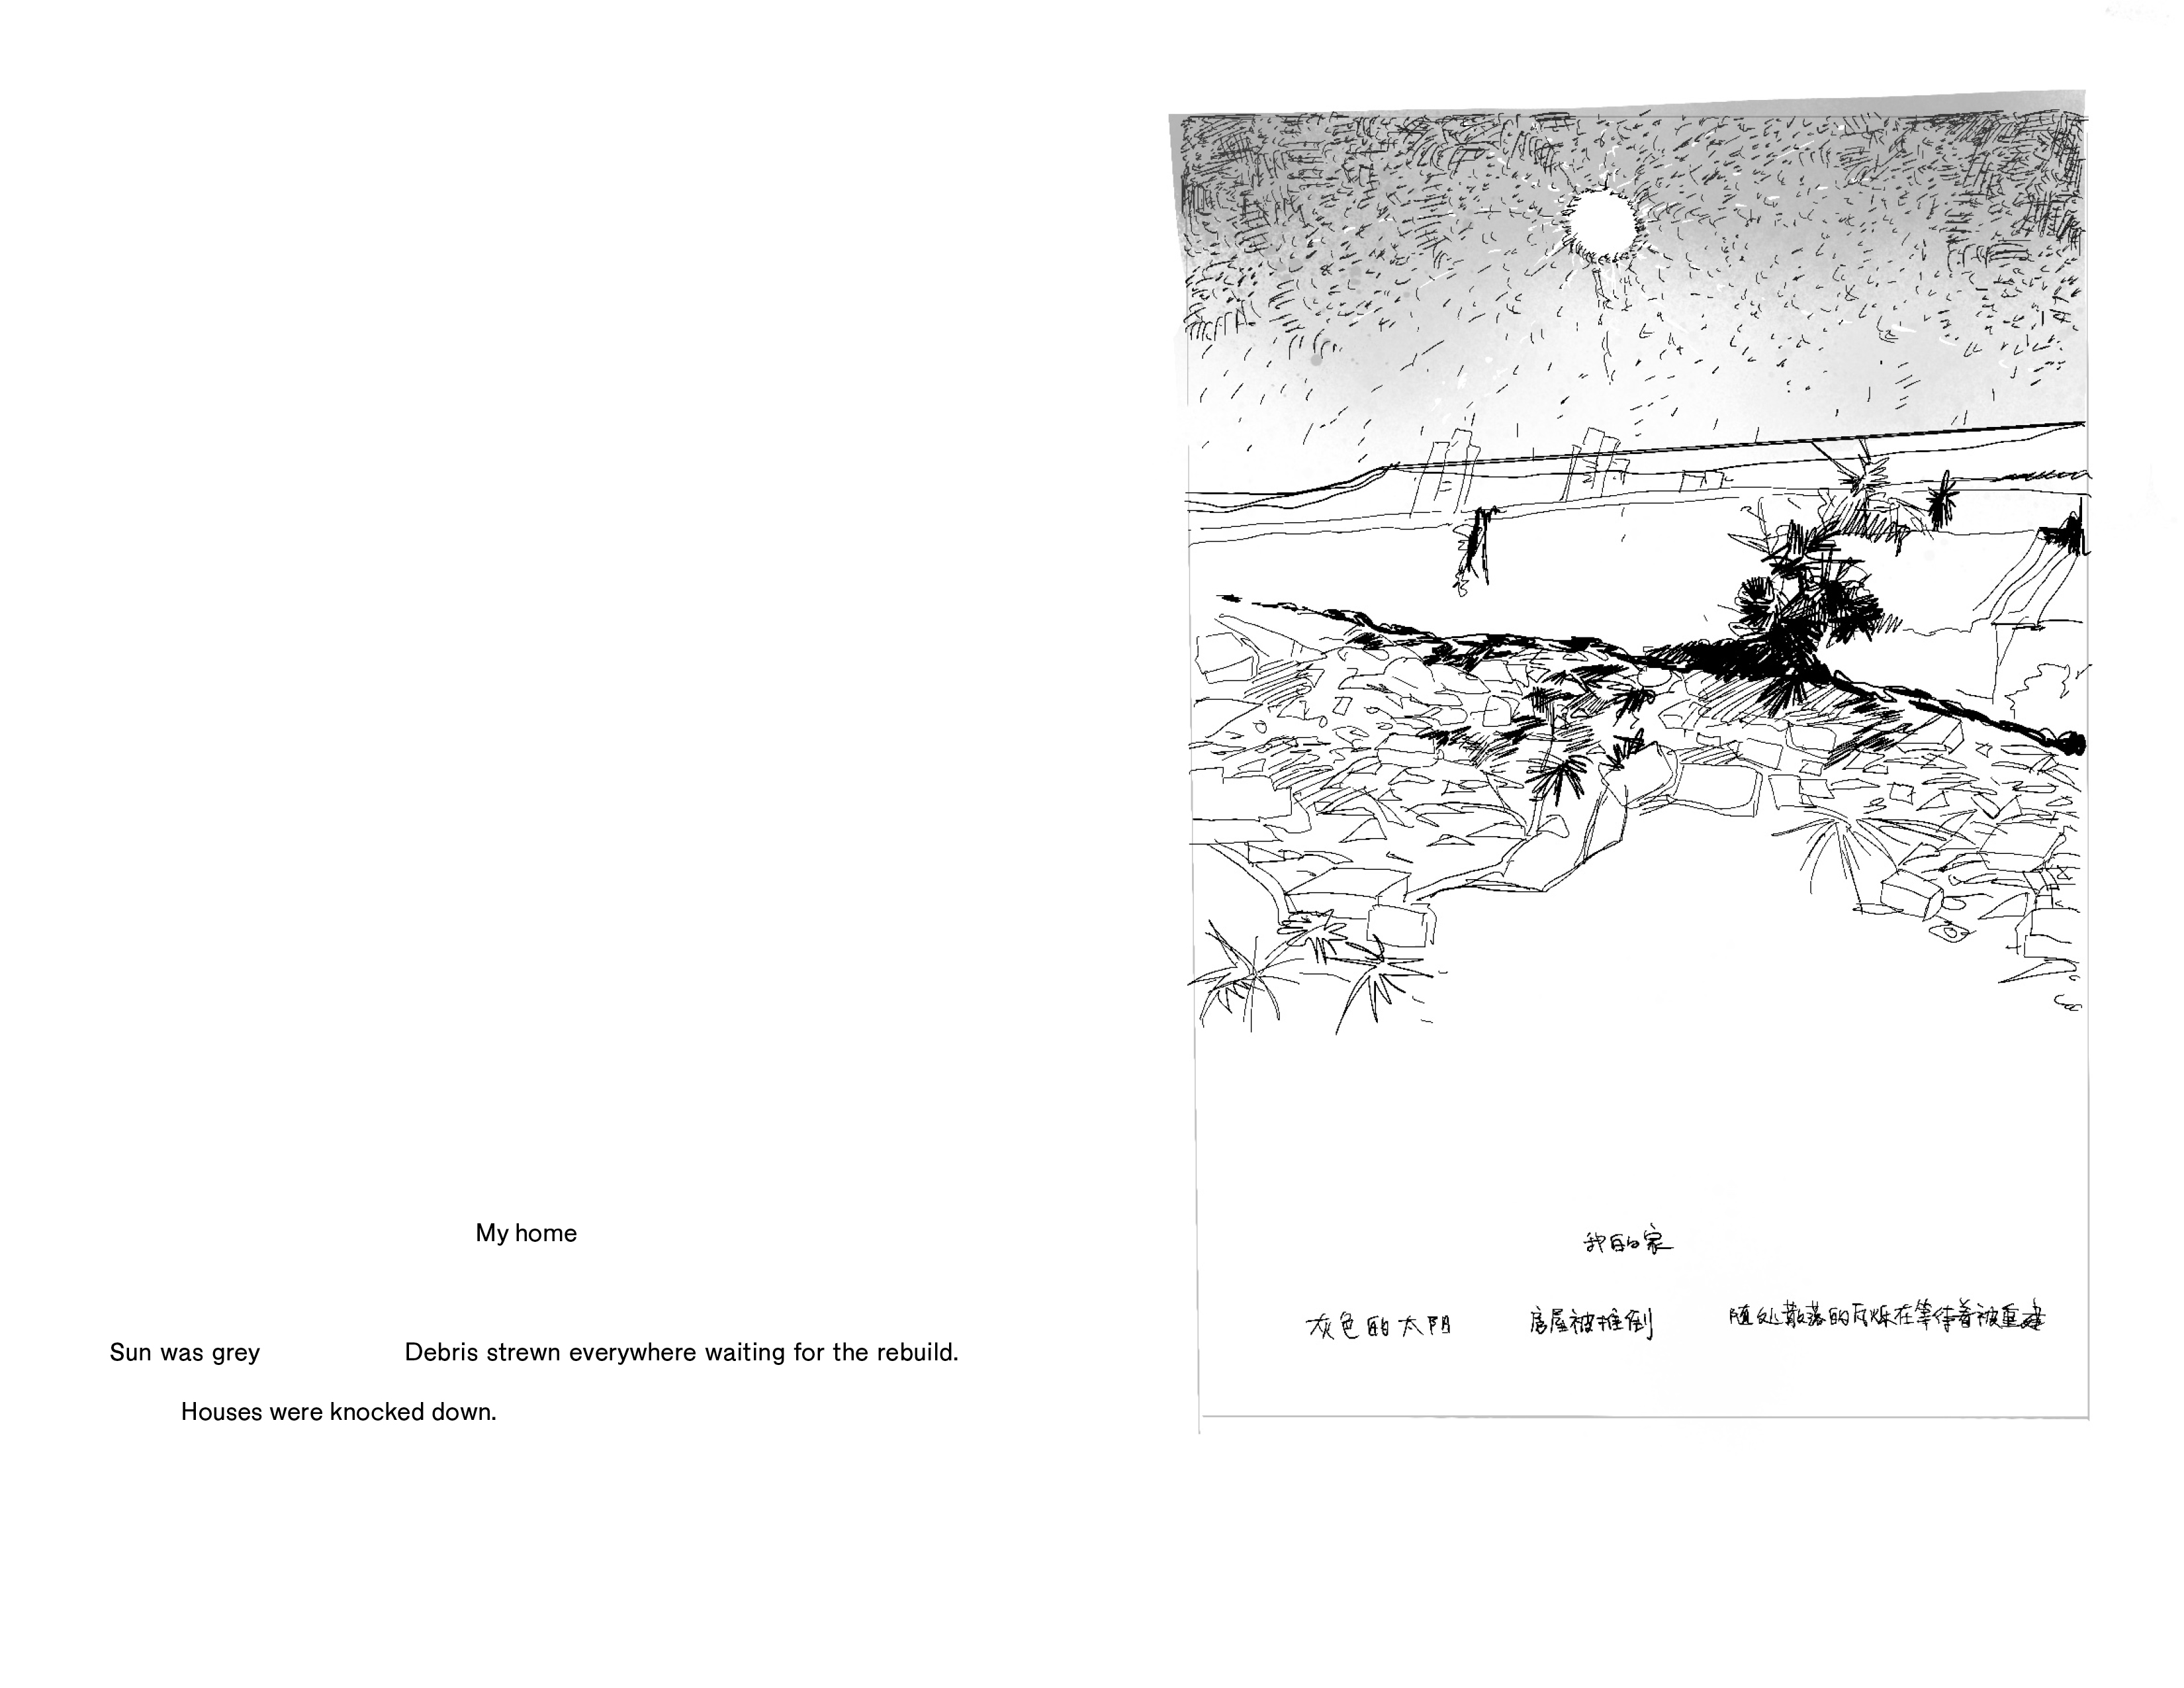 My home
Sun was grey
Debris strewn everywhere waiting for the rebuild.
Houses were knocked down.
我的家
灰色的太阳
房屋被推倒
随处散落的瓦烁在等待着被重建